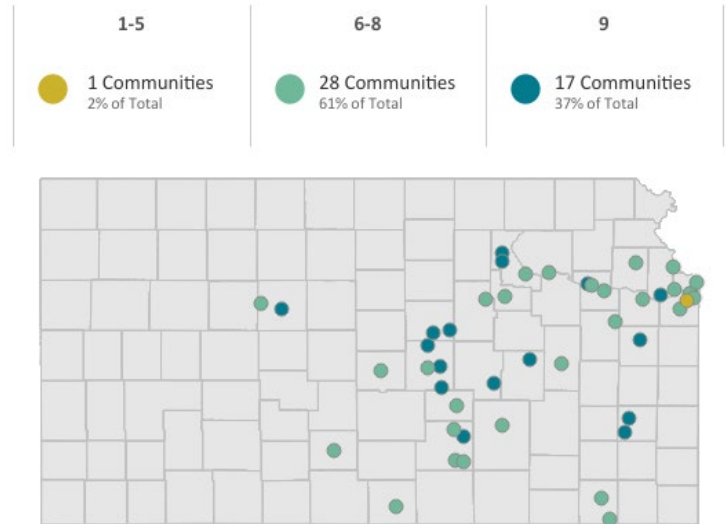 1-5
6-8
9
1 Communities
2% of Total
28 Communities
61% of Total
17 Communities
37% of Total